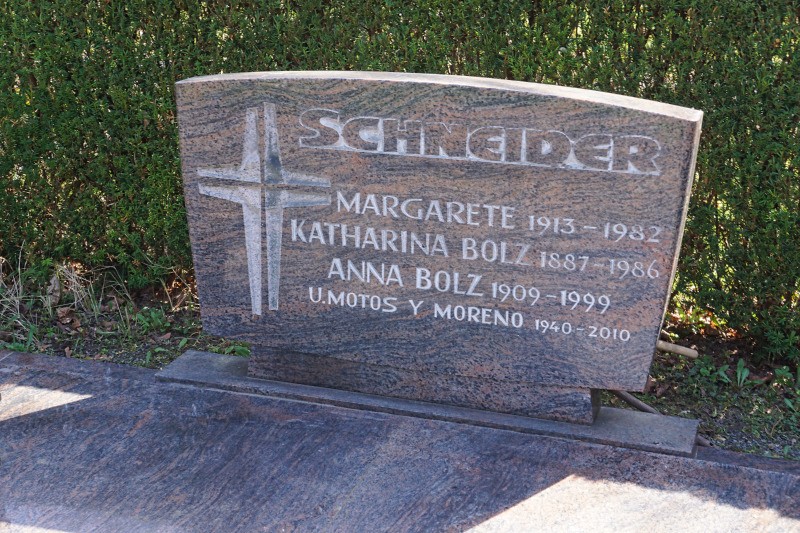 SCHNEIDER
MARGARETE 1913 – 1982
KATHARINA BOLZ 1887 – 1986
ANNA BOLZ 1909 – 1999
U. MOTOS Y MORENO 1940 – 2010